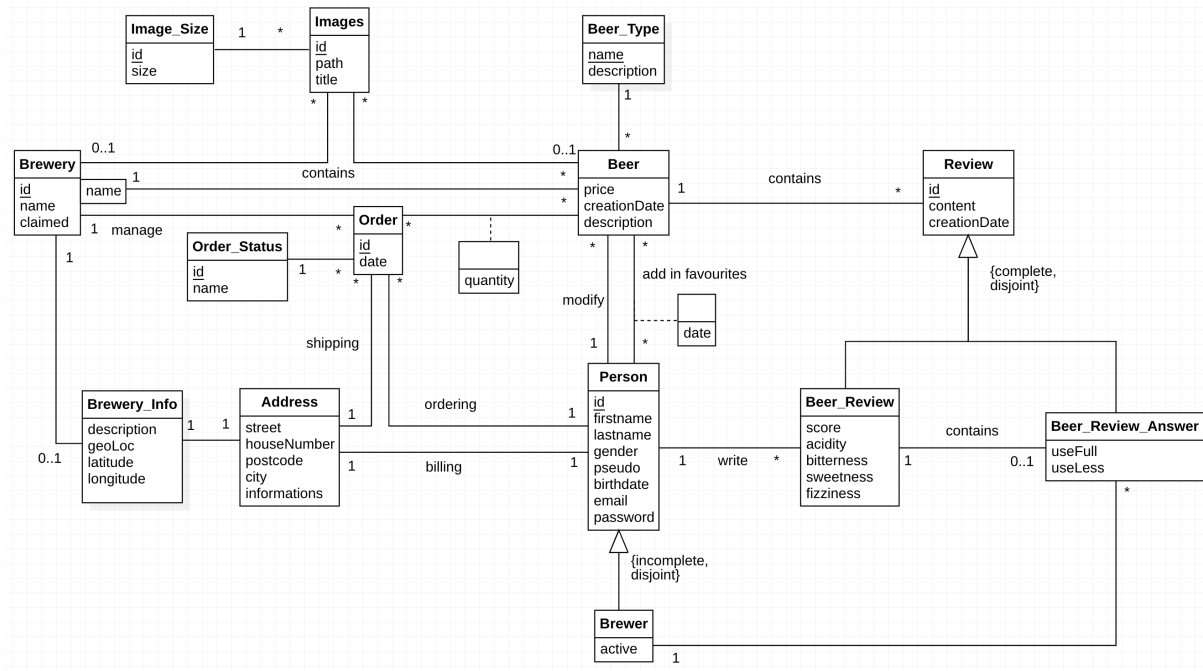 Image_Size
id
size
1
*
Images
id
path
title
*
*
Beer_Type
name
description
1
*
0..1
0..1
Brewery
id
name
claimed
name
1
contains
*
*
Beer
price
creationDate
description
1
contains
*
Review
id
content
creationDate
1
manage
*
Order
id
date
*
quantity
Order_Status
id
name
1
*
*
*
*
*
modify
add in favourites
date
1
*
{complete,
disjoint}
1
0..1
shipping
Brewery_Info
description
geoLoc
latitude
longitude
1
1
Address
street
houseNumber
postcode
city
informations
1
ordering
1
1
billing
1
Person
id
firstname
lastname
gender
pseudo
birthdate
email
password
1
write
*
Beer_Review
score
acidity
bitterness
sweetness
fizziness
1
contains
0..1
Beer_Review_Answer
useFull
useLess
*
{incomplete,
disjoint}
Brewer
active
1